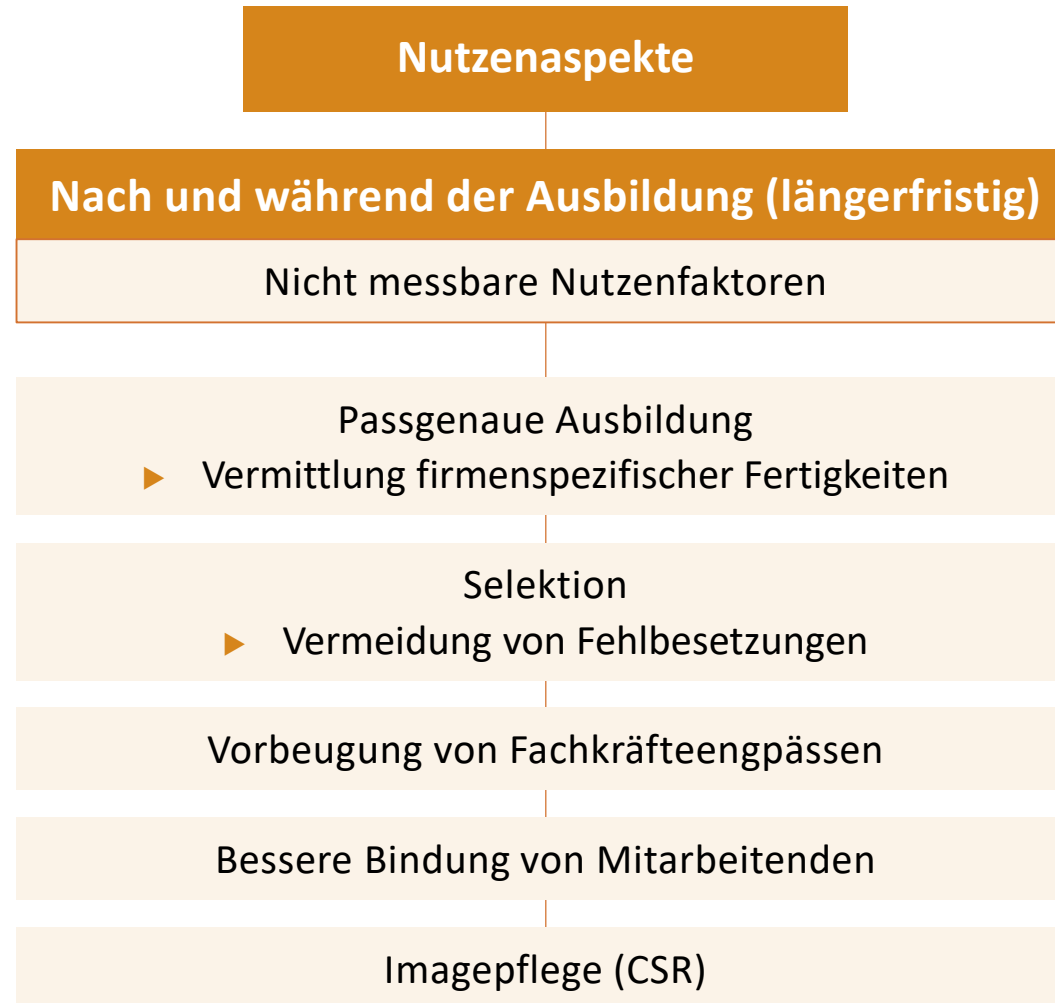 Nutzenaspekte
Nach und während der Ausbildung (längerfristig)
Nicht messbare Nutzenfaktoren
Passgenaue Ausbildung
Vermittlung firmenspezifischer Fertigkeiten
Selektion
Vermeidung von Fehlbesetzungen
Vorbeugung von Fachkräfteengpässen
Bessere Bindung von Mitarbeitenden
Imagepflege (CSR)